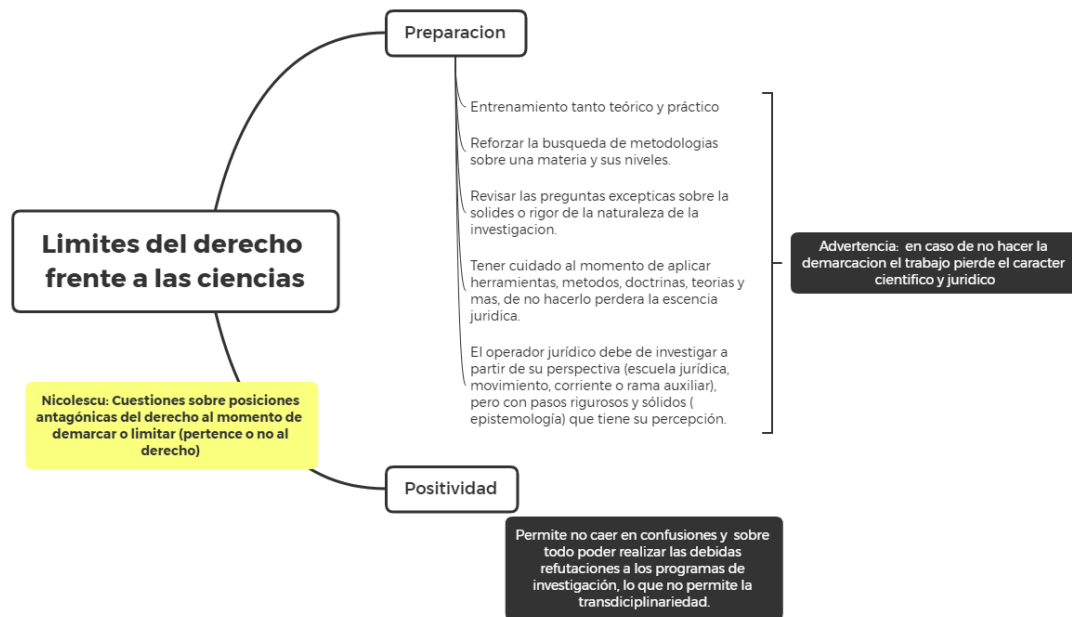 Preparacion
Entrenamiento tanto teórico y práctico
Reforzar la busqueda de metodologias
sobre una materia y sus niveles.
Revisar las preguntas excepticas sobre la
solides o rigor de la naturaleza de la
investigacion.
Tener cuidado al momento de aplicar
herramientas, metodos, doctrinas, teorias y
mas, de no hacerlo perdera la escencia
juridica.
El operador jurídico debe de investigar a
partir de su perspectiva (escuela jurídica,
movimiento, corriente o rama auxiliar),
pero con pasos rigurosos y sólidos (
epistemología) que tiene su percepción.
Advertencia: en caso de no hacer la
demarcacion el trabajo pierde el caracter
cientifico y juridico
Limites del derecho
frente a las ciencias
Nicolescu: Cuestiones sobre posiciones
antagónicas del derecho al momento de
demarcar o limitar (pertence o no al
derecho)
Positividad
Permite no caer en confusiones y sobre
todo poder realizar las debidas
refutaciones a los programas de
investigación, lo que no permite la
transdiciplinariedad.